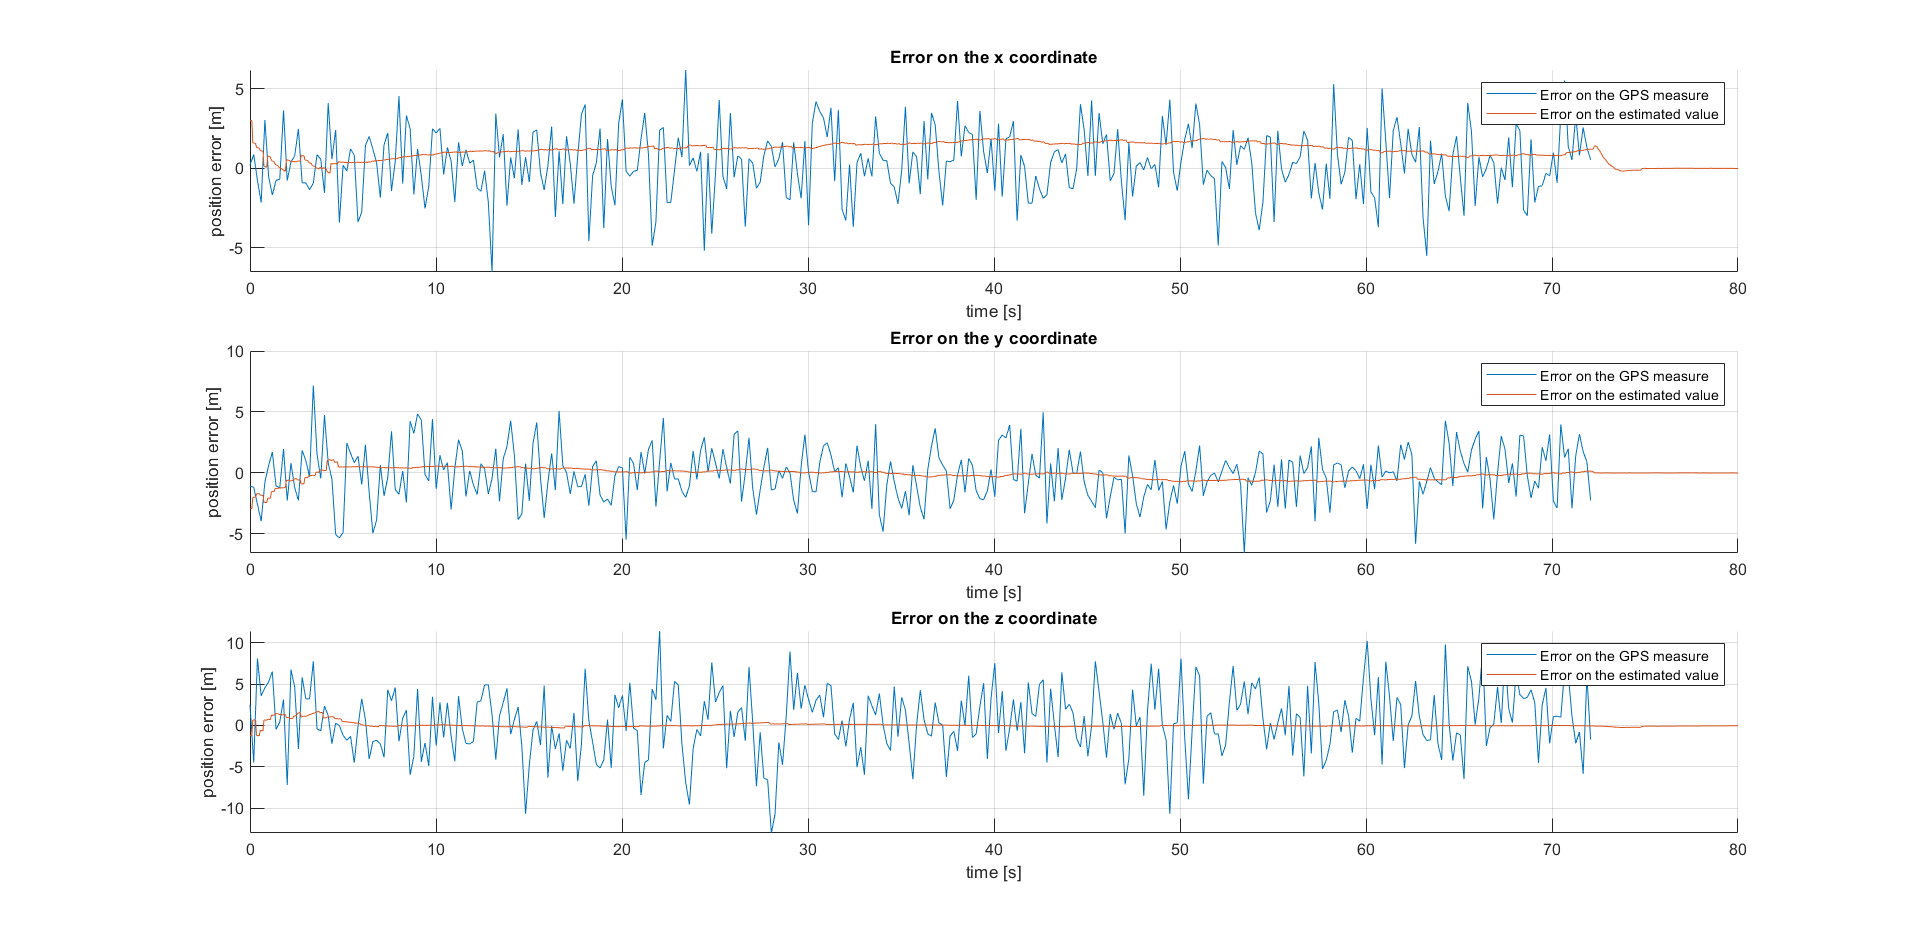 Error on the x coordinate
5
0
-5
position error [m]
Error on the GPS measure
Error on the estimated value
0 10 20 30 40 50 60 70 80
time [s]
Error on the y coordinate
10
5
0
-5
position error [m]
Error on the GPS measure
Error on the estimated value
0 10 20 30 40 50 60 70 80
time [s]
Error on the z coordinate
10
5
0
-5
-10
position error [m]
Error on the GPS measure
Error on the estimated value
0 10 20 30 40 50 60 70 80
time [s]